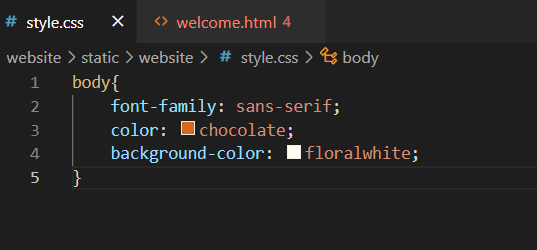 # style.css × <> welcome.html 4
website > static > website > # style.css > body
1 body{
2 font-family: sans-serif;
3 color: chocolate;
4 background-color: floralwhite;
5 }